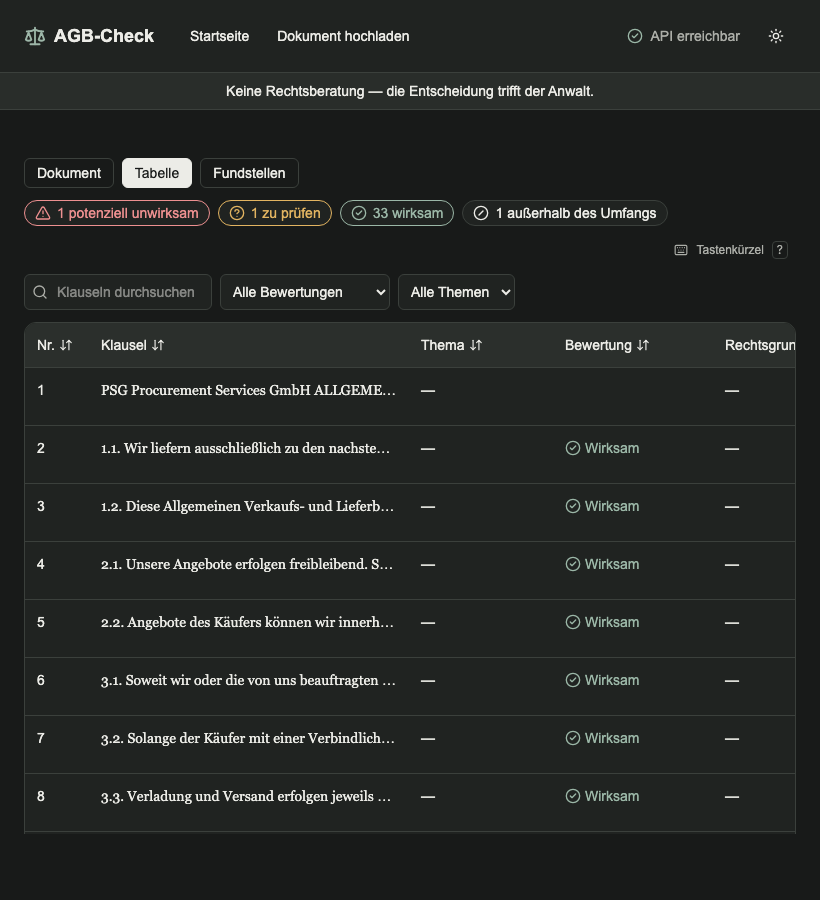 AGB-Check Startseite Dokument hochladen API erreichbar
Keine Rechtsberatung — die Entscheidung trifft der Anwalt.
Dokument Tabelle Fundstellen
1 potenziell unwirksam 1 zu prüfen 33 wirksam 1 außerhalb des Umfangs
Tastenkürzel ?
Klauseln durchsuchen Alle Bewertungen Alle Themen
Nr. Klausel Thema Bewertung Rechtsgrun
1 PSG Procurement Services GmbH ALLGEME… — —
2 1.1. Wir liefern ausschließlich zu den nachste… — Wirksam —
3 1.2. Diese Allgemeinen Verkaufs- und Lieferb… — Wirksam —
4 2.1. Unsere Angebote erfolgen freibleibend. S… — Wirksam —
5 2.2. Angebote des Käufers können wir innerh… — Wirksam —
6 3.1. Soweit wir oder die von uns beauftragten … — Wirksam —
7 3.2. Solange der Käufer mit einer Verbindlich… — Wirksam —
8 3.3. Verladung und Versand erfolgen jeweils … — Wirksam —